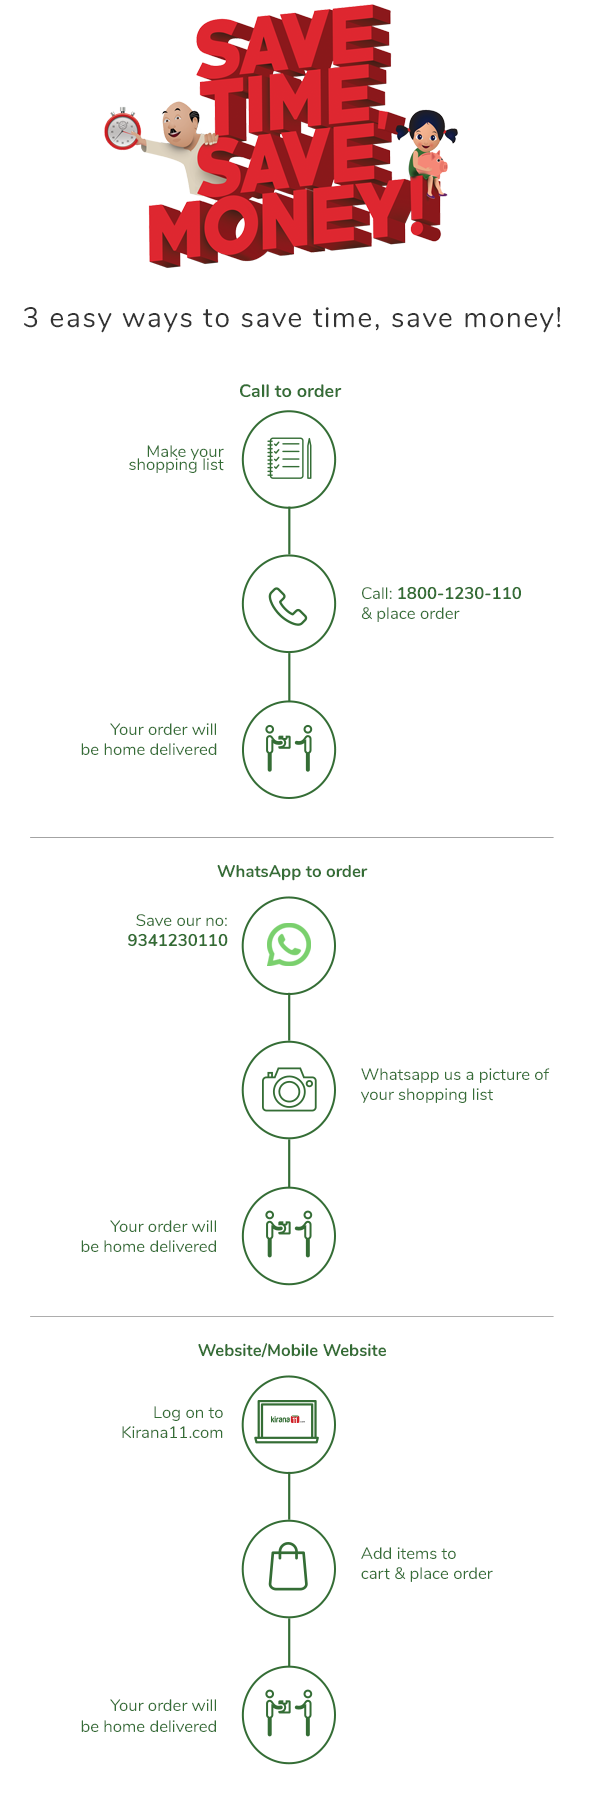 SAVE
TIME,
SAVE
MONEY!
3 easy ways to save time, save money!
Call to order
Make your
shopping list
Call: 1800-1230-110
& place order
Your order will
be home delivered
WhatsApp to order
Save our no:
9341230110
Whatsapp us a picture of
your shopping list
Your order will
be home delivered
Website/Mobile Website
Log on to
Kirana11.com
kirana11
Add items to
cart & place order
Your order will
be home delivered